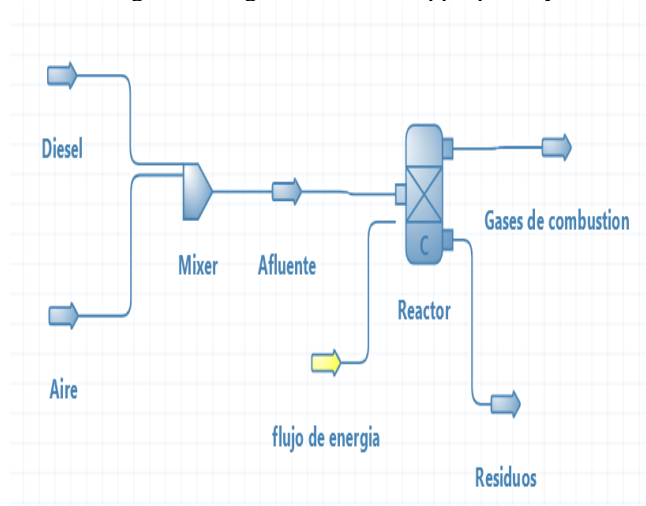 Diesel
Gases de combustion
Mixer
Afluente
C
Reactor
Aire
flujo de energia
Residuos